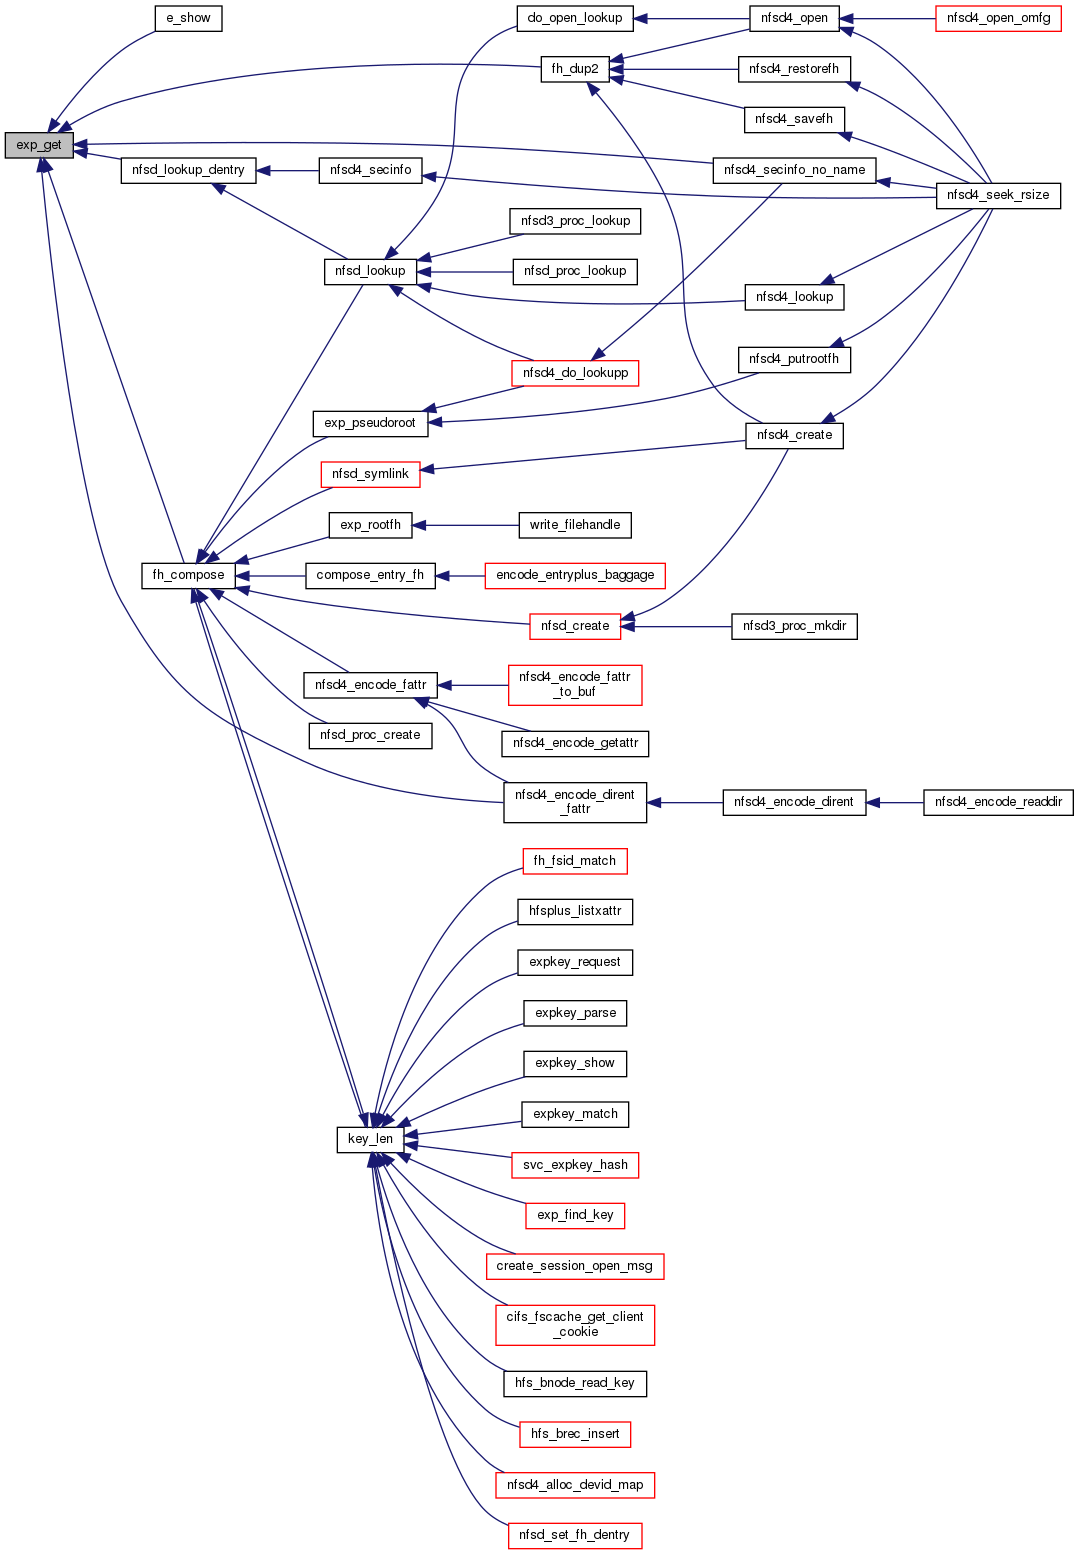 e_show
do_open_lookup
nfsd4_open
nfsd4_open_omfg
fh_dup2
nfsd4_restorefh
nfsd4_savefh
exp_get
nfsd_lookup_dentry
nfsd4_secinfo
nfsd4_secinfo_no_name
nfsd4_seek_rsize
nfsd3_proc_lookup
nfsd_lookup
nfsd_proc_lookup
nfsd4_lookup
nfsd4_putrootfh
nfsd4_do_lookupp
exp_pseudoroot
nfsd4_create
nfsd_symlink
exp_rootfh
write_filehandle
fh_compose
compose_entry_fh
encode_entryplus_baggage
nfsd_create
nfsd3_proc_mkdir
nfsd4_encode_fattr
nfsd4_encode_fattr
_to_buf
nfsd_proc_create
nfsd4_encode_getattr
nfsd4_encode_dirent
_fattr
nfsd4_encode_dirent
nfsd4_encode_readdir
fh_fsid_match
hfsplus_listxattr
expkey_request
expkey_parse
expkey_show
expkey_match
key_len
svc_expkey_hash
exp_find_key
create_session_open_msg
cifs_fscache_get_client
_cookie
hfs_bnode_read_key
hfs_brec_insert
nfsd4_alloc_devid_map
nfsd_set_fh_dentry